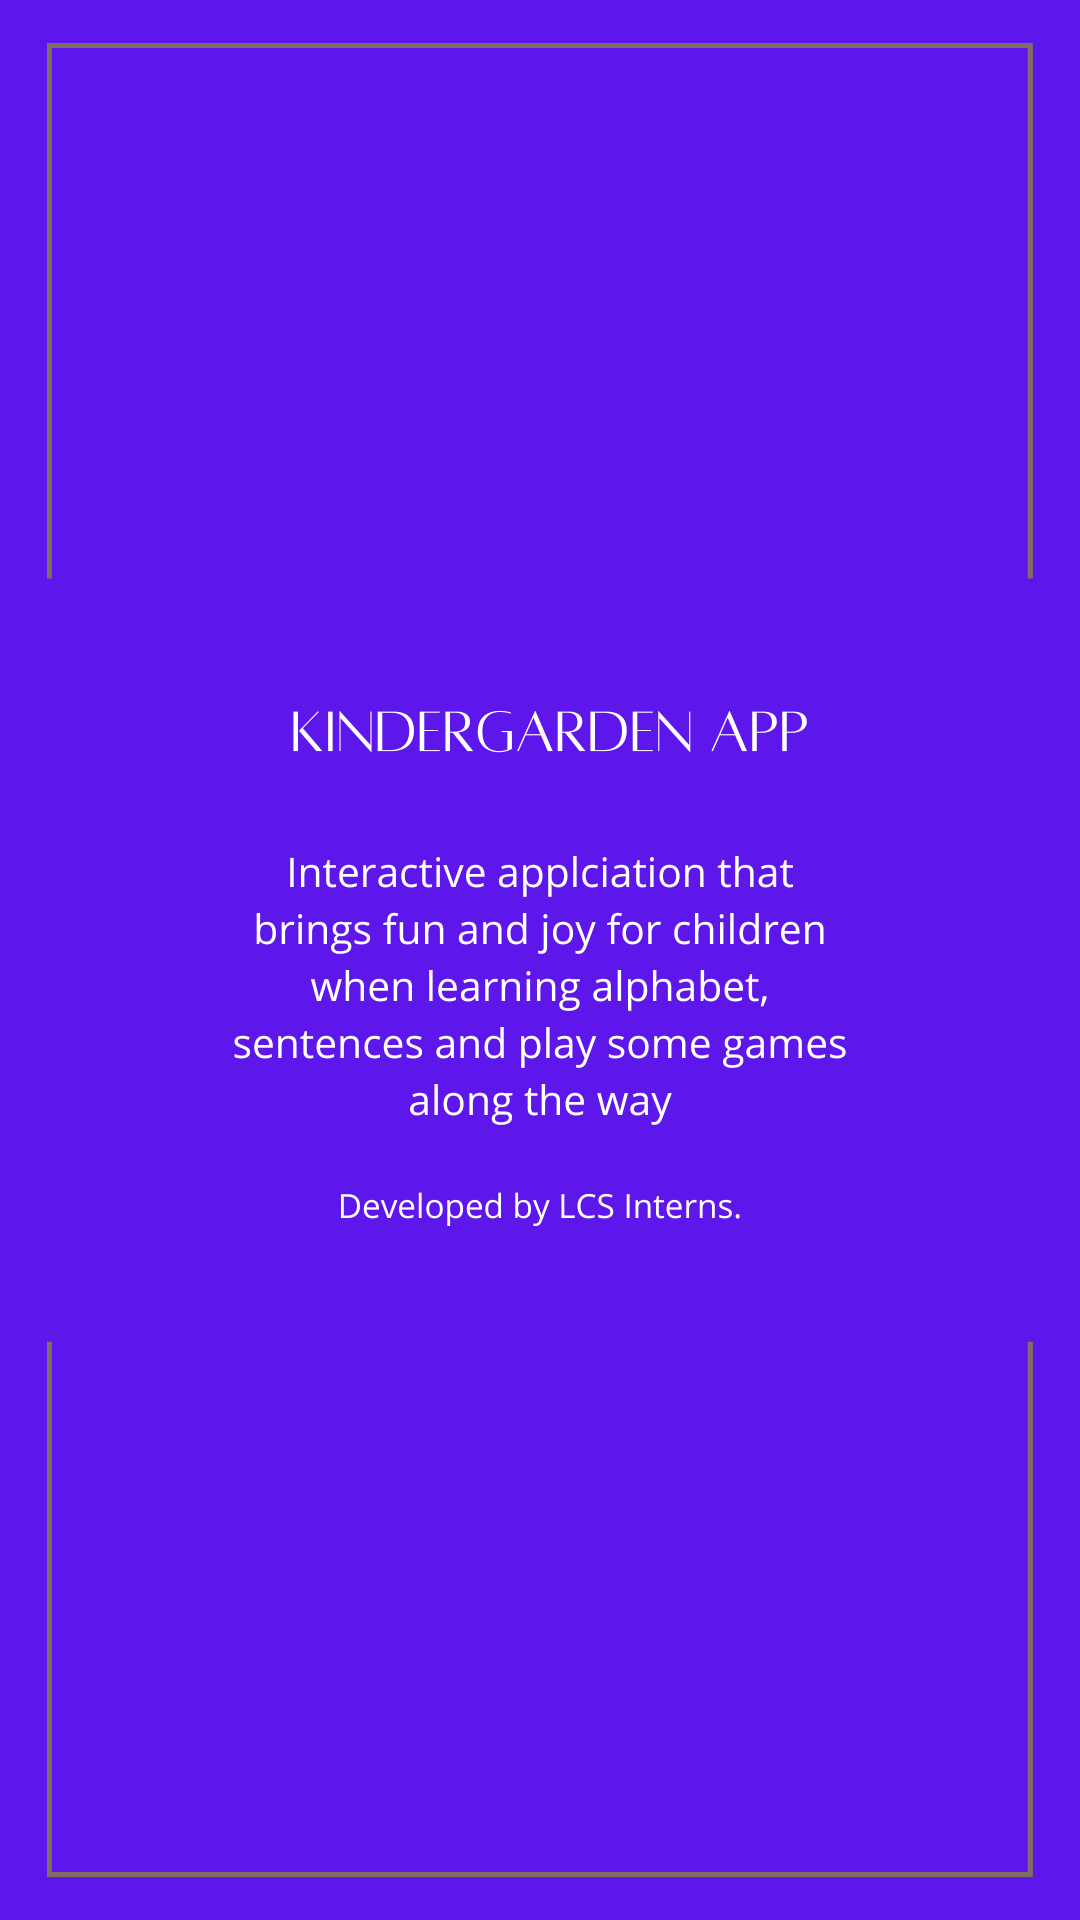 KINDERGARDEN APP
Interactive applciation that
brings fun and joy for children
when learning alphabet,
sentences and play some games
along the way
Developed by LCS Interns.